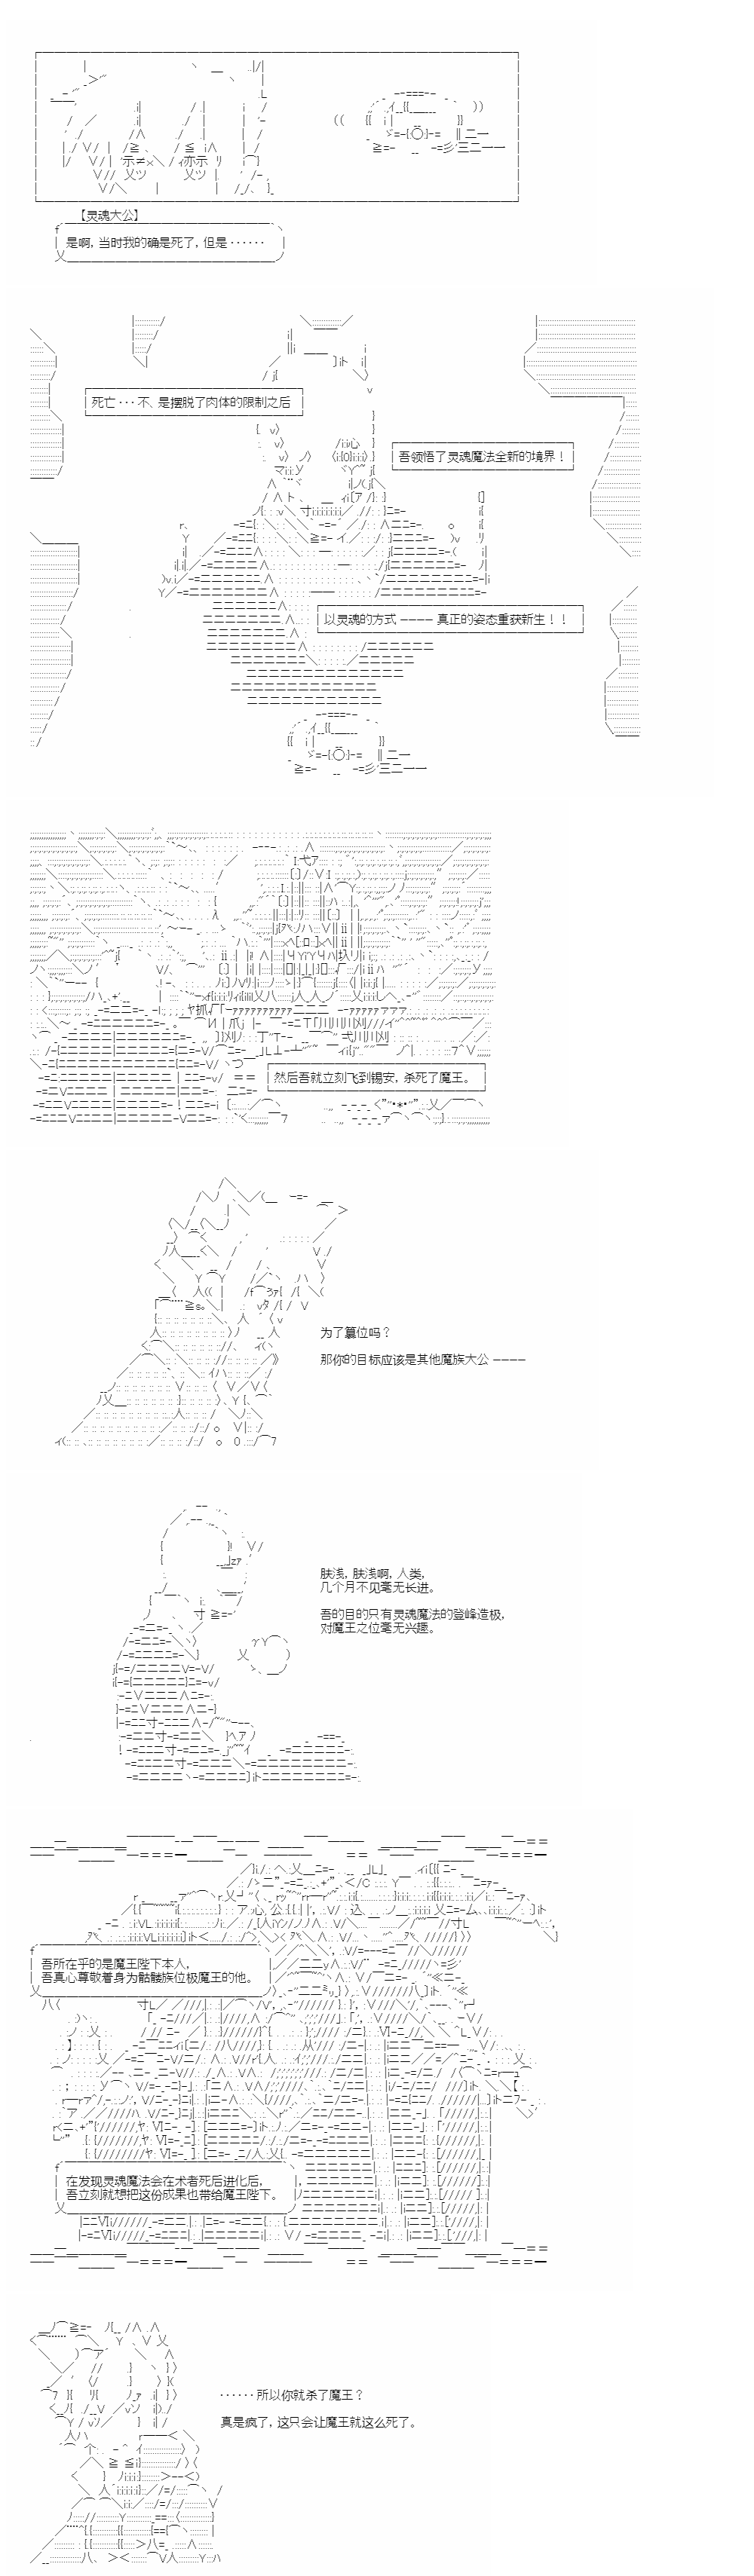 【灵魂大公】
是啊，当时我的确是死了，但是‥‥‥
死亡･･･不、是摆脱了肉体的限制之后
吾领悟了灵魂魔法全新的境界！
以灵魂的方式 ---- 真正的姿态重获新生！！
然后吾就立刻飞到锡安，杀死了魔王。
为了篡位吗？
那你的目标应该是其他魔族大公 ----
肤浅，肤浅啊，人类，
几个月不见毫无长进。
吾的目的只有灵魂魔法的登峰造极，
对魔王之位毫无兴趣。
吾所在乎的是魔王陛下本人，
吾真心尊敬着身为骷髅族位极魔王的他。
在发现灵魂魔法会在术者死后进化后，
吾立刻就想把这份成果也带给魔王陛下。
‥‥‥所以你就杀了魔王？
真是疯了，这只会让魔王就这么死了。